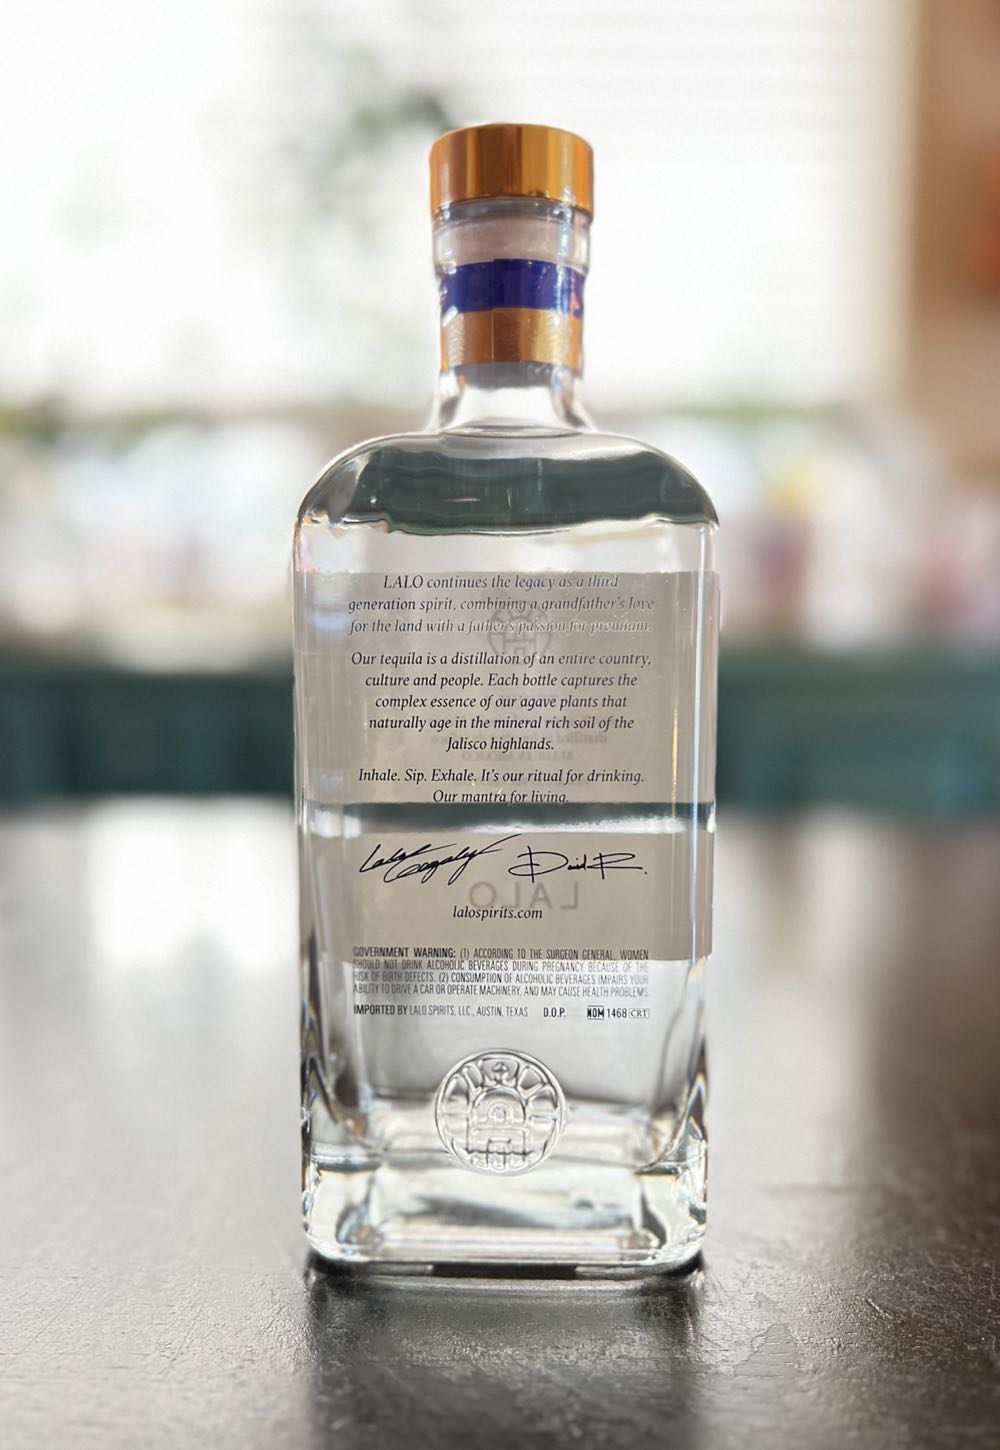 LALO continues the legacy as a third
generation spirit, combining a grandfather's love
for the land with a father's passion for premium.
Our tequila is a distillation of an entire country,
culture and people. Each bottle captures the
complex essence of our agave plants that
naturally age in the mineral rich soil of the
Jalisco highlands.
Inhale. Sip. Exhale. It's our ritual for drinking.
Our mantra for living.
LALO
lalospirits.com
GOVERNMENT WARNING: (1) ACCORDING TO THE SURGEON GENERAL, WOMEN
SHOULD NOT DRINK ALCOHOLIC BEVERAGES DURING PREGNANCY BECAUSE OF THE
RISK OF BIRTH DEFECTS. (2) CONSUMPTION OF ALCOHOLIC BEVERAGES IMPAIRS YOUR
ABILITY TO DRIVE A CAR OR OPERATE MACHINERY, AND MAY CAUSE HEALTH PROBLEMS.
IMPORTED BY LALO SPIRITS, LLC., AUSTIN, TEXAS D.O.P. NOM 1468 CRT